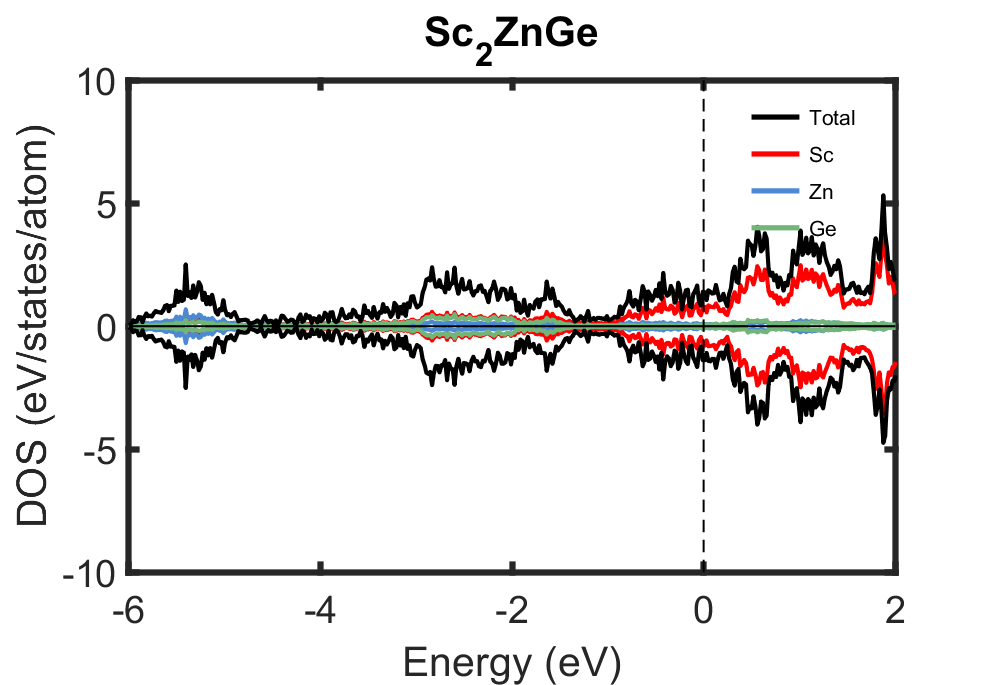 Sc2ZnGe
10
5
0
-5
-10
DOS (eV/states/atom)
Total
Sc
Zn
Ge
-6 -4 -2 0 2
Energy (eV)